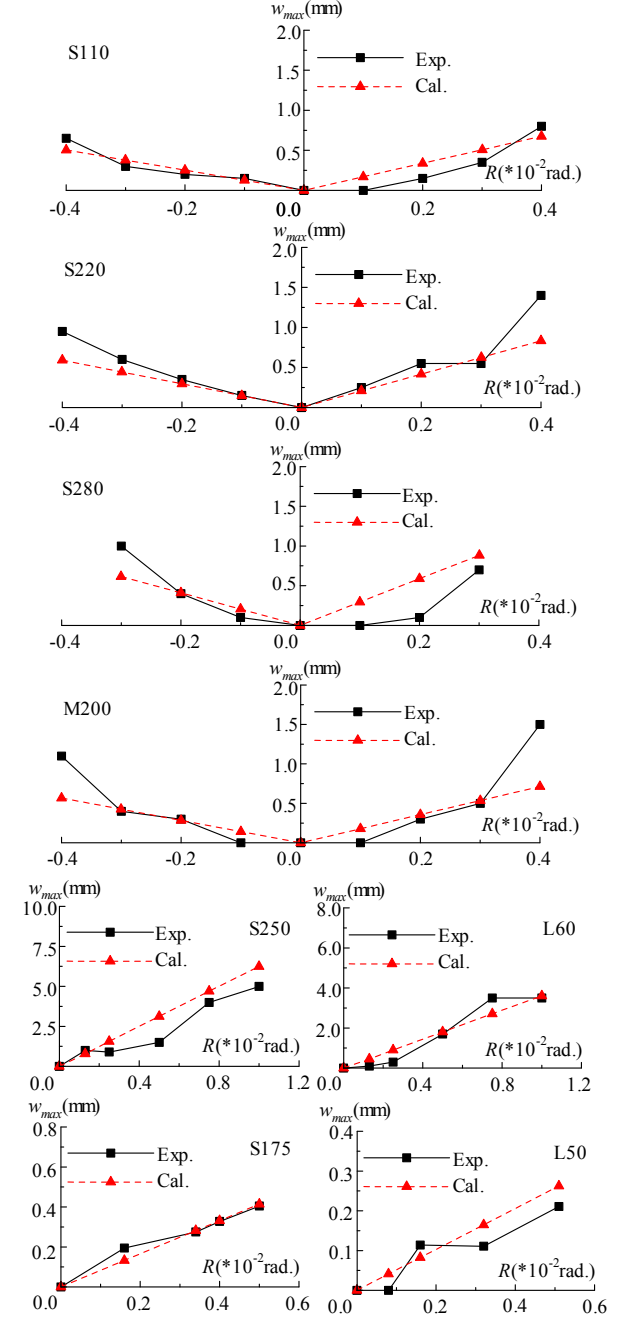 w_max(mm)
2.0
S110
Exp.
1.5
Cal.
1.0
0.5
R(*10^-2 rad.)
-0.4 -0.2 0.0 0.2 0.4
w_max(mm)
2.0
S220
Exp.
1.5
Cal.
1.0
0.5
R(*10^-2 rad.)
-0.4 -0.2 0.0 0.2 0.4
w_max(mm)
2.0
S280
Exp.
1.5
Cal.
1.0
0.5
R(*10^-2 rad.)
-0.4 -0.2 0.0 0.2 0.4
w_max(mm)
2.0
M200
Exp.
1.5
Cal.
1.0
0.5
R(*10^-2 rad.)
-0.4 -0.2 0.0 0.2 0.4
w_max(mm)
10.0
Exp. S250
7.5
Cal.
5.0
2.5
R(*10^-2 rad.)
0.0 0.4 0.8 1.2
w_max(mm)
8.0
Exp. L60
6.0
Cal.
4.0
2.0
R(*10^-2 rad.)
0.0 0.4 0.8 1.2
w_max(mm)
0.8
Exp. S175
0.6
Cal.
0.4
0.2
R(*10^-2 rad.)
0.0 0.2 0.4 0.6
w_max(mm)
0.4
Exp. L50
0.3
Cal.
0.2
0.1
R(*10^-2 rad.)
0.0 0.2 0.4 0.6